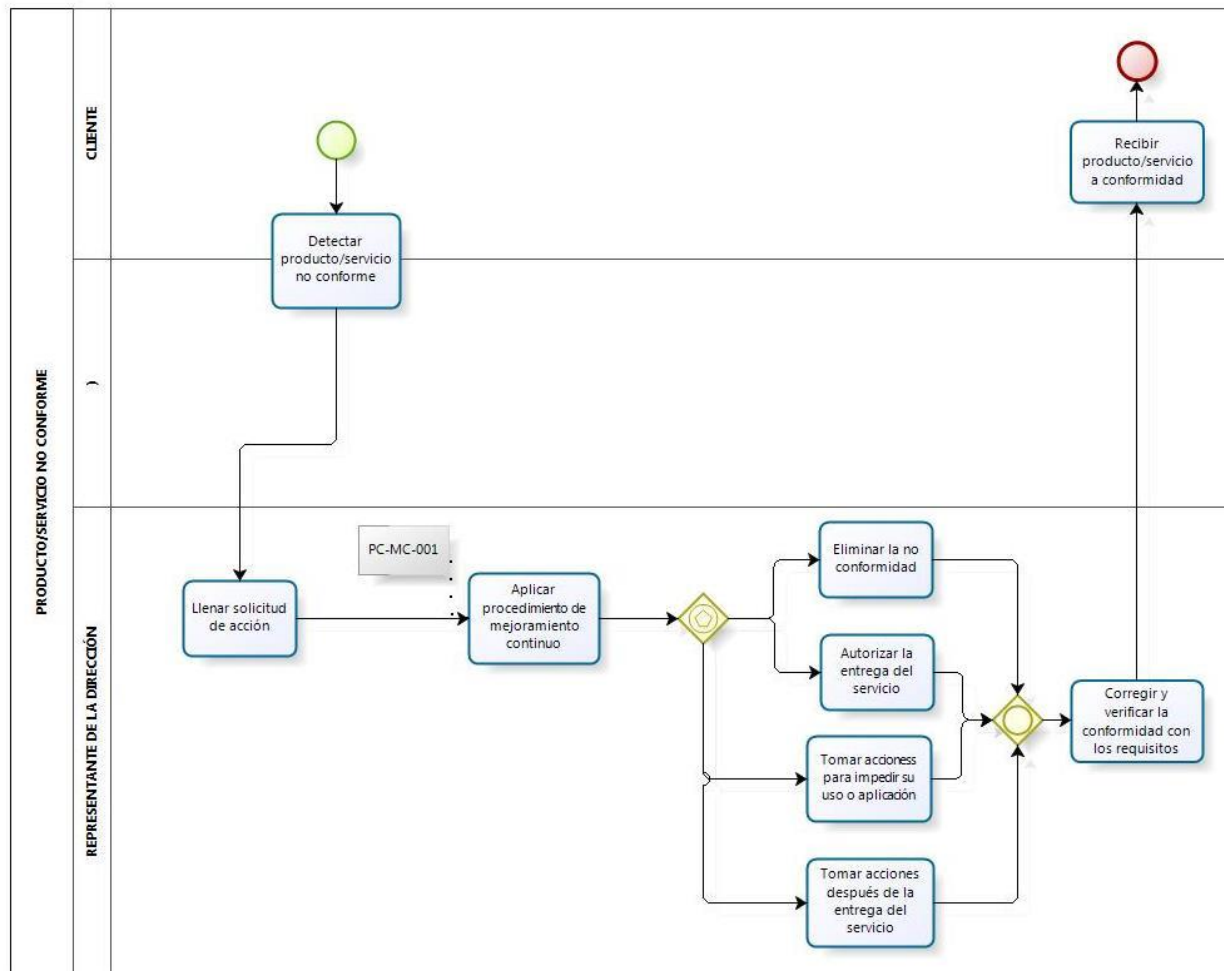 PRODUCTO/SERVICIO NO CONFORME
CLIENTE
Detectar
producto/servicio
no conforme
Recibir
producto/servicio
a conformidad
)
REPRESENTANTE DE LA DIRECCIÓN
Llenar solicitud
de acción
PC-MC-001
Aplicar
procedimiento de
mejoramiento
continuo
Eliminar la no
conformidad
Autorizar la
entrega del
servicio
Tomar accioness
para impedir su
uso o aplicación
Tomar acciones
después de la
entrega del
servicio
Corregir y
verificar la
conformidad con
los requisitos